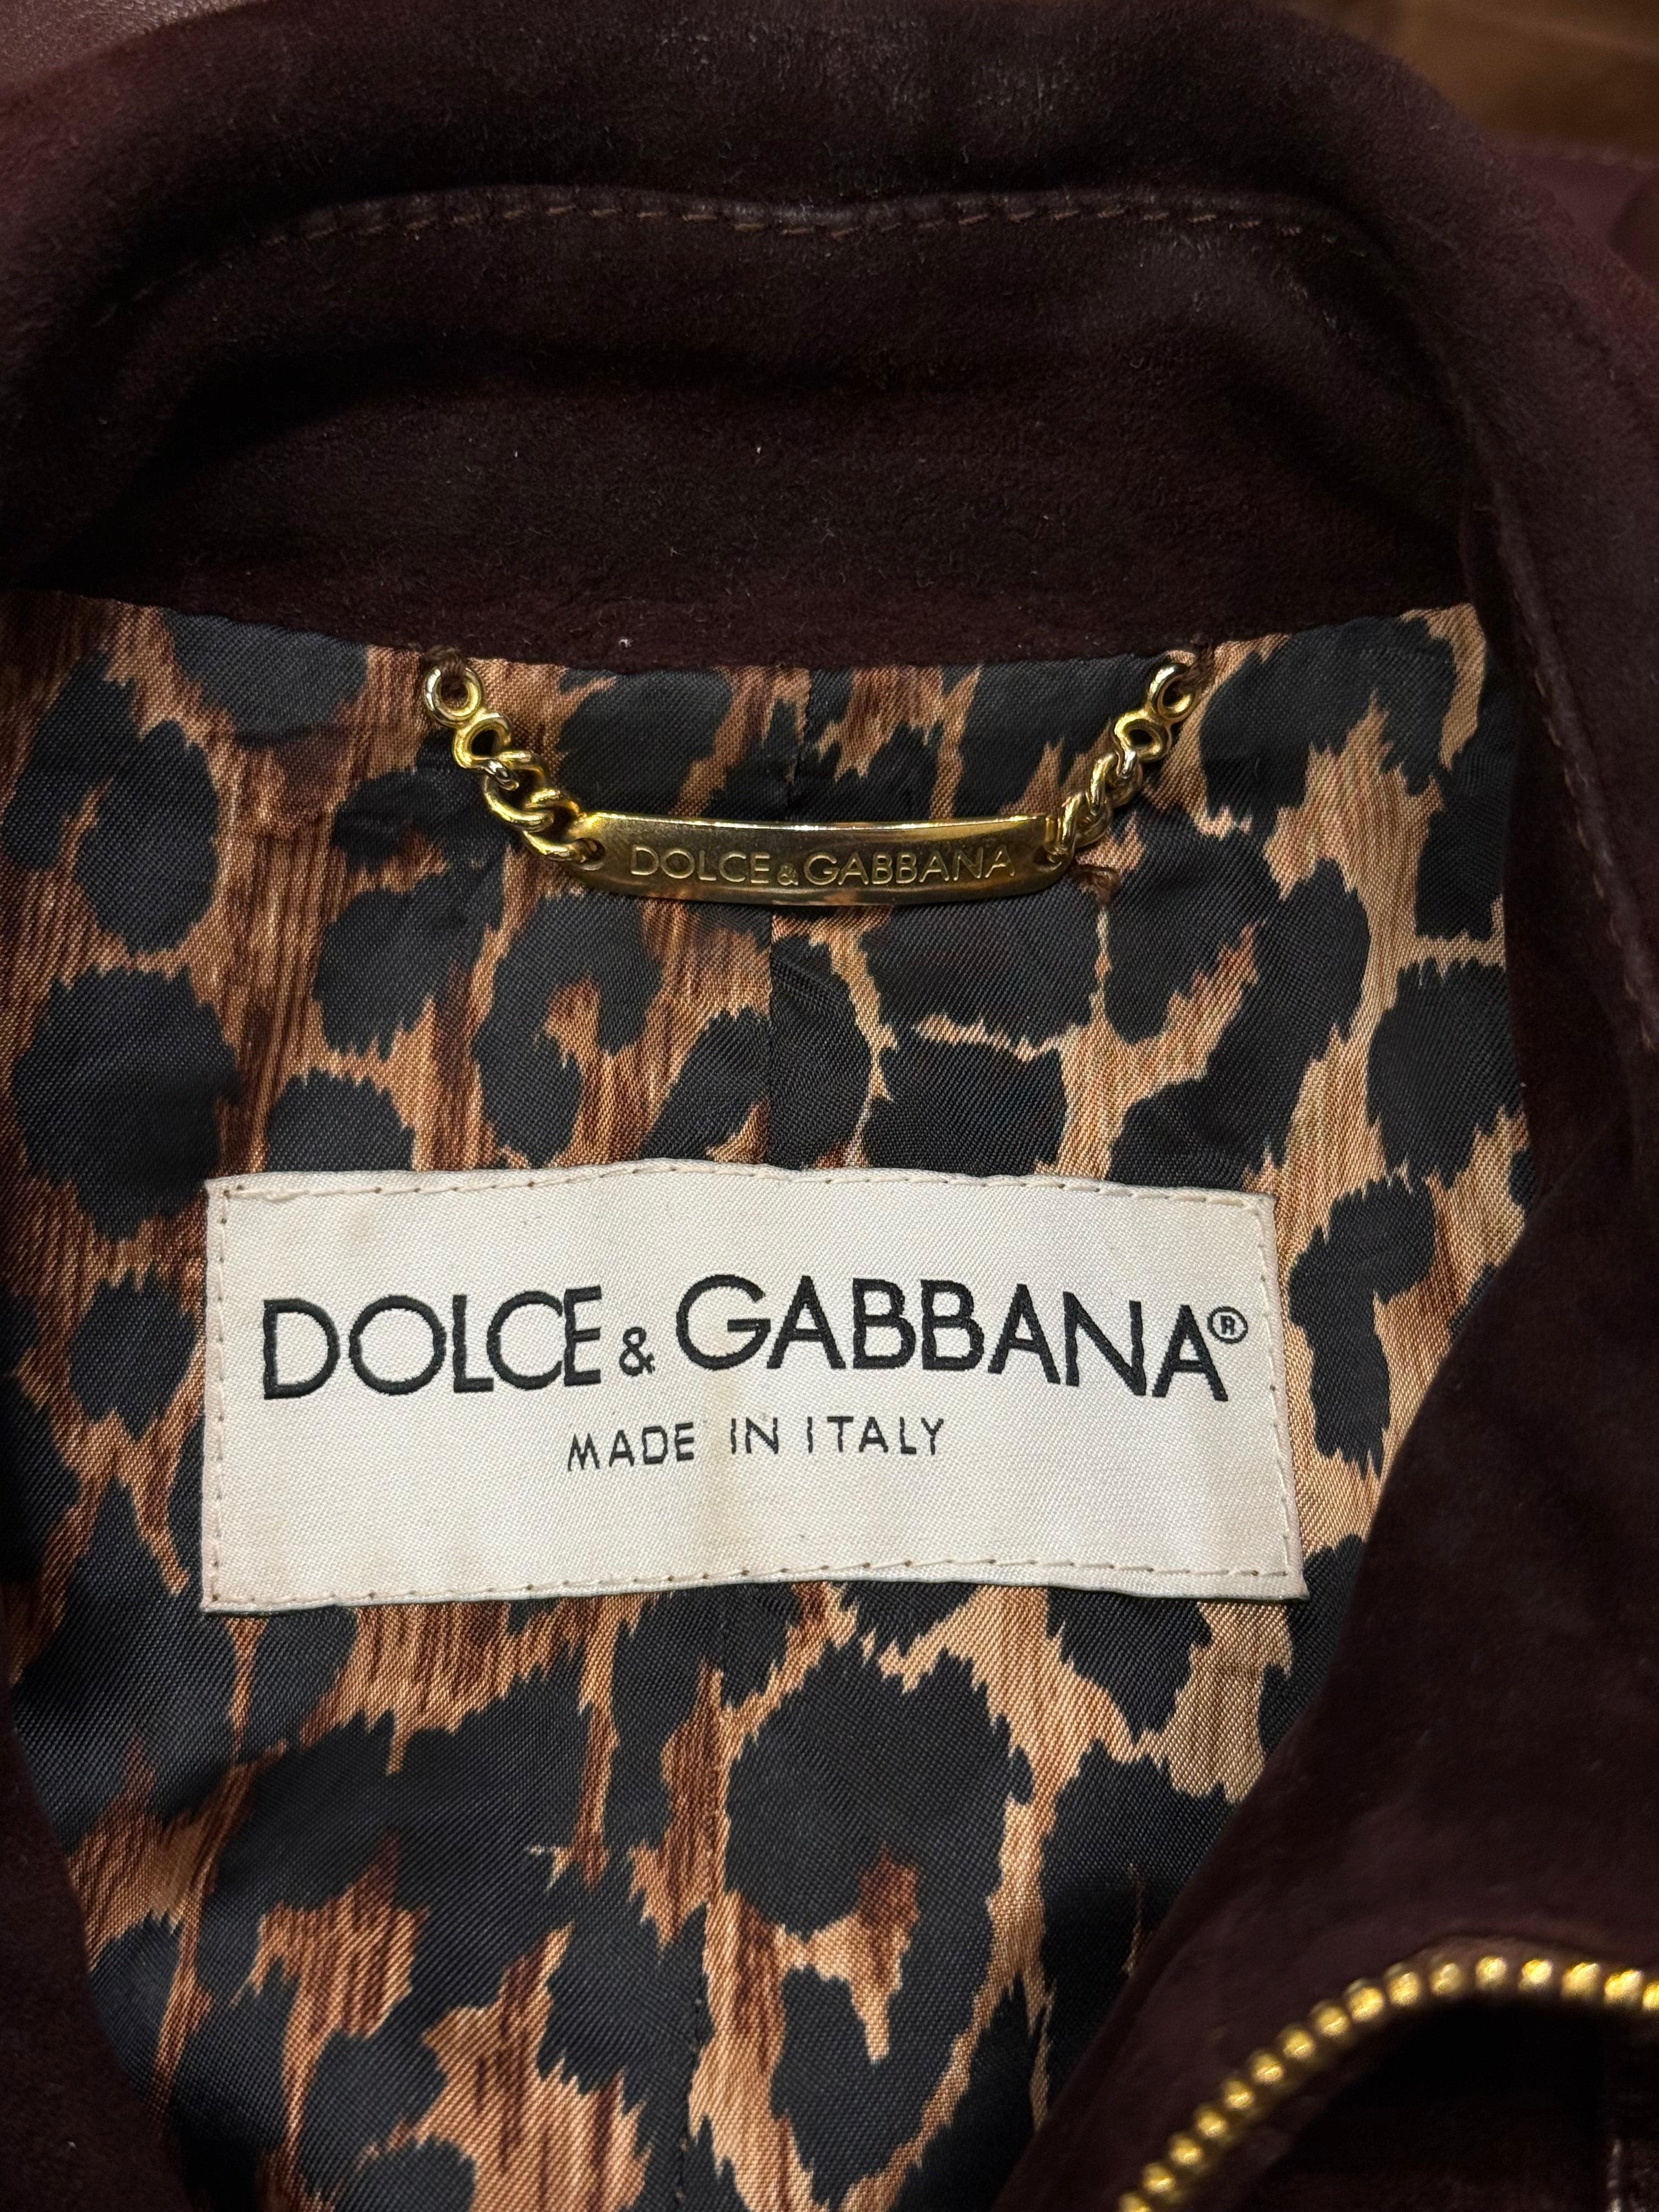 DOLCE & GABBANA
DOLCE & GABBANA®
MADE IN ITALY